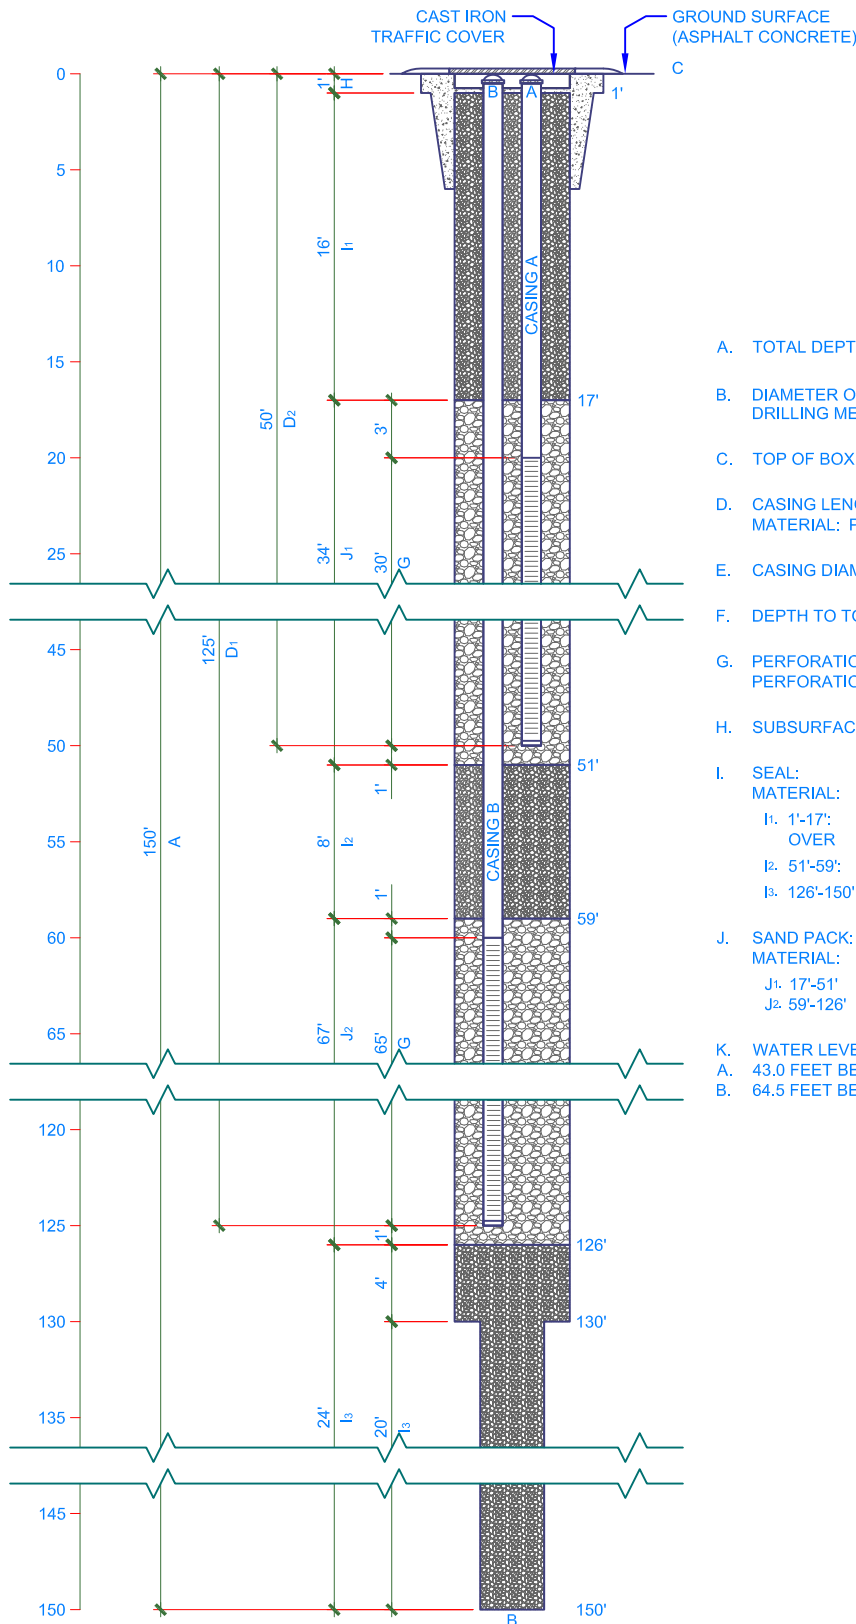 CAST IRON
TRAFFIC COVER
GROUND SURFACE
(ASPHALT CONCRETE)
C
0
5
10
15
20
25
45
50
55
60
65
120
125
130
135
145
150
1'
H
B
A
1'
16'
I1
CASING A
17'
50'
D2
3'
34'
J1
30'
G
125'
D1
51'
1'
150'
A
8'
I2
CASING B
1'
59'
67'
J2
65'
G
1'
126'
4'
130'
24'
I3
20'
I3
B
150'
A. TOTAL DEPT
B. DIAMETER O
DRILLING ME
C. TOP OF BOX
D. CASING LENG
MATERIAL: P
E. CASING DIAM
F. DEPTH TO TO
G. PERFORATIO
PERFORATIO
H. SUBSURFAC
I. SEAL:
MATERIAL:
I1. 1'-17':
OVER
I2. 51'-59':
I3. 126'-150'
J. SAND PACK:
MATERIAL:
J1. 17'-51'
J2. 59'-126'
K. WATER LEVE
A. 43.0 FEET BE
B. 64.5 FEET BE